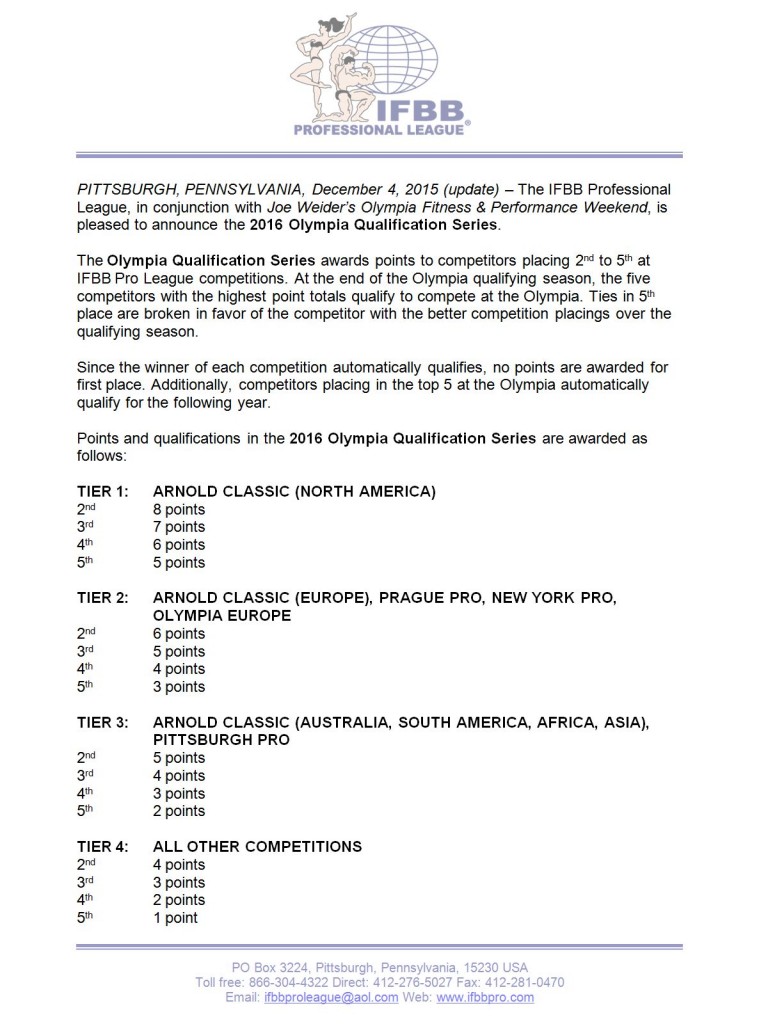 IFBB
PROFESSIONAL LEAGUE®
PITTSBURGH, PENNSYLVANIA, December 4, 2015 (update) – The IFBB Professional
League, in conjunction with Joe Weider's Olympia Fitness & Performance Weekend, is
pleased to announce the 2016 Olympia Qualification Series.
The Olympia Qualification Series awards points to competitors placing 2nd to 5th at
IFBB Pro League competitions. At the end of the Olympia qualifying season, the five
competitors with the highest point totals qualify to compete at the Olympia. Ties in 5th
place are broken in favor of the competitor with the better competition placings over the
qualifying season.
Since the winner of each competition automatically qualifies, no points are awarded for
first place. Additionally, competitors placing in the top 5 at the Olympia automatically
qualify for the following year.
Points and qualifications in the 2016 Olympia Qualification Series are awarded as
follows:
TIER 1: ARNOLD CLASSIC (NORTH AMERICA)
2nd 8 points
3rd 7 points
4th 6 points
5th 5 points
TIER 2: ARNOLD CLASSIC (EUROPE), PRAGUE PRO, NEW YORK PRO,
OLYMPIA EUROPE
2nd 6 points
3rd 5 points
4th 4 points
5th 3 points
TIER 3: ARNOLD CLASSIC (AUSTRALIA, SOUTH AMERICA, AFRICA, ASIA),
PITTSBURGH PRO
2nd 5 points
3rd 4 points
4th 3 points
5th 2 points
TIER 4: ALL OTHER COMPETITIONS
2nd 4 points
3rd 3 points
4th 2 points
5th 1 point
PO Box 3224, Pittsburgh, Pennsylvania, 15230 USA
Toll free: 866-304-4322 Direct: 412-276-5027 Fax: 412-281-0470
Email: ifbbproleague@aol.com Web: www.ifbbpro.com